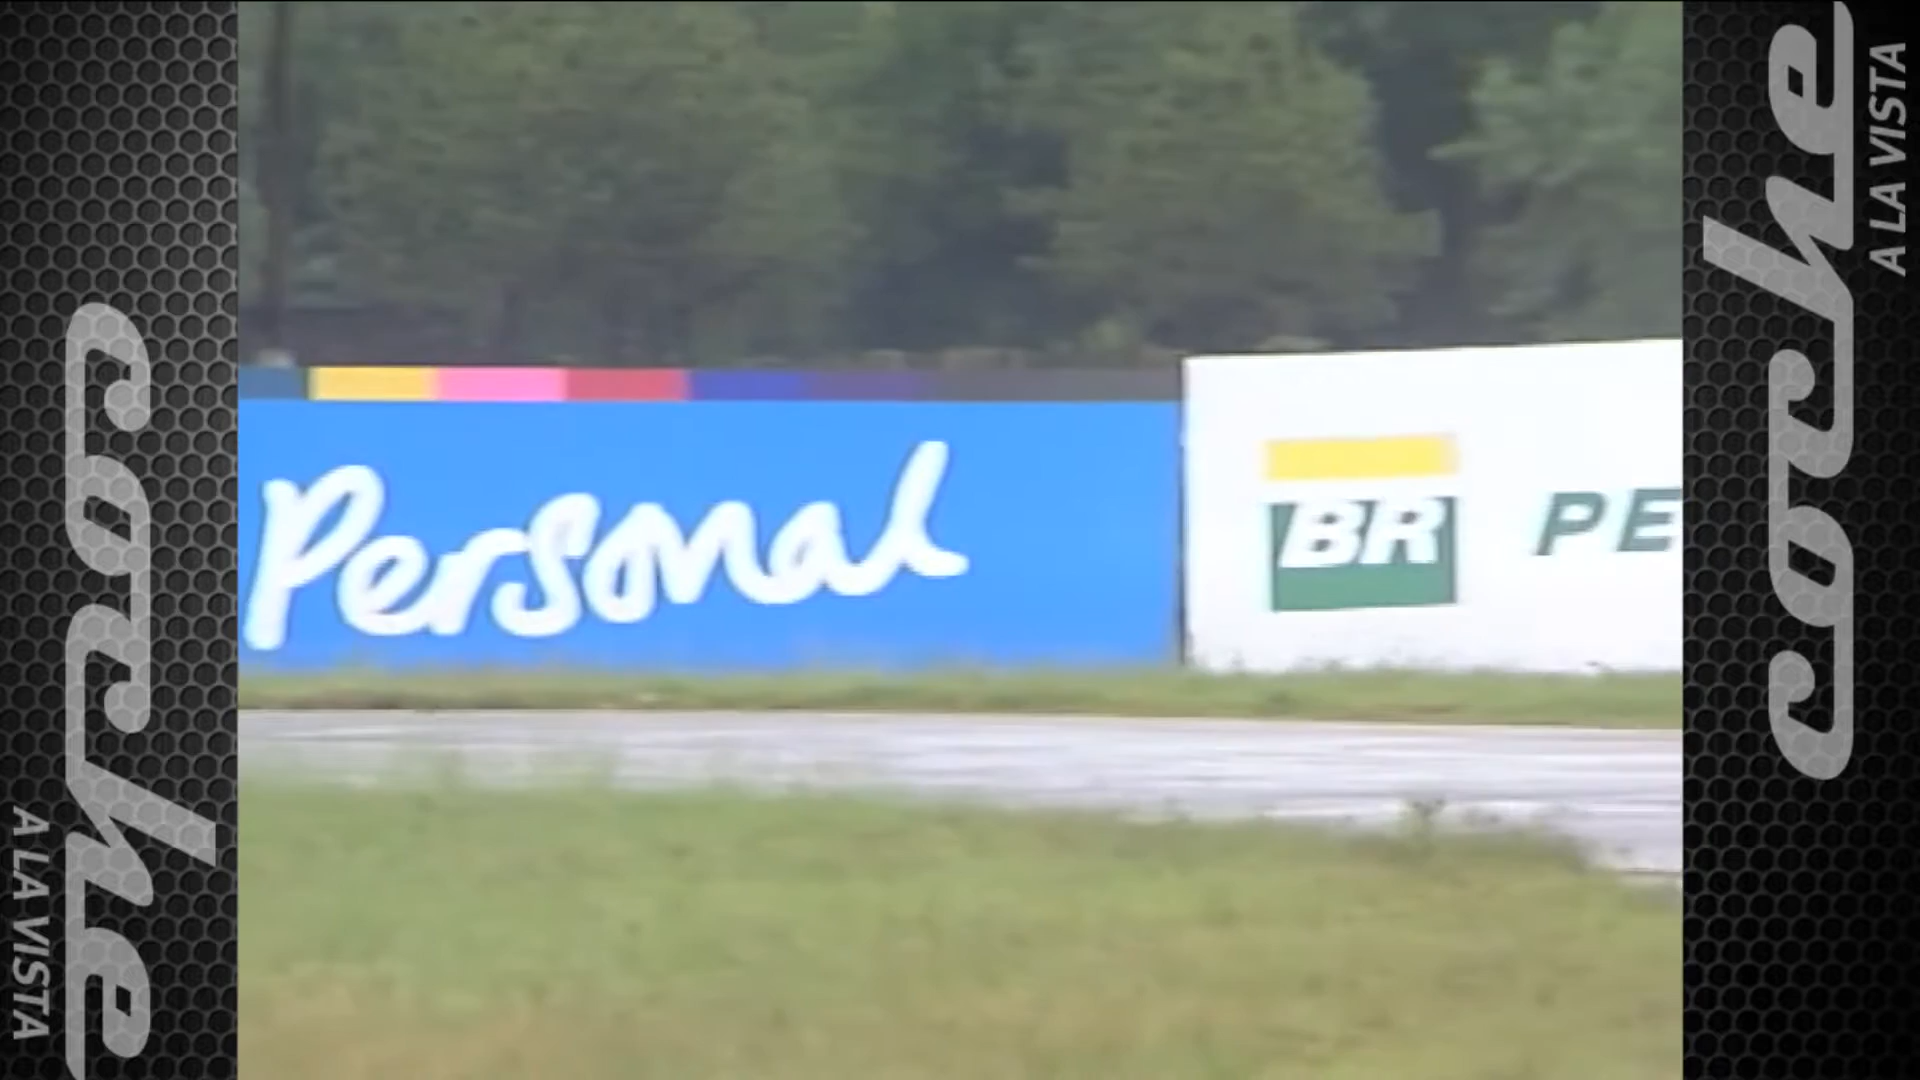 coche
A LA VISTA
Personal
BR PE
coche
A LA VISTA